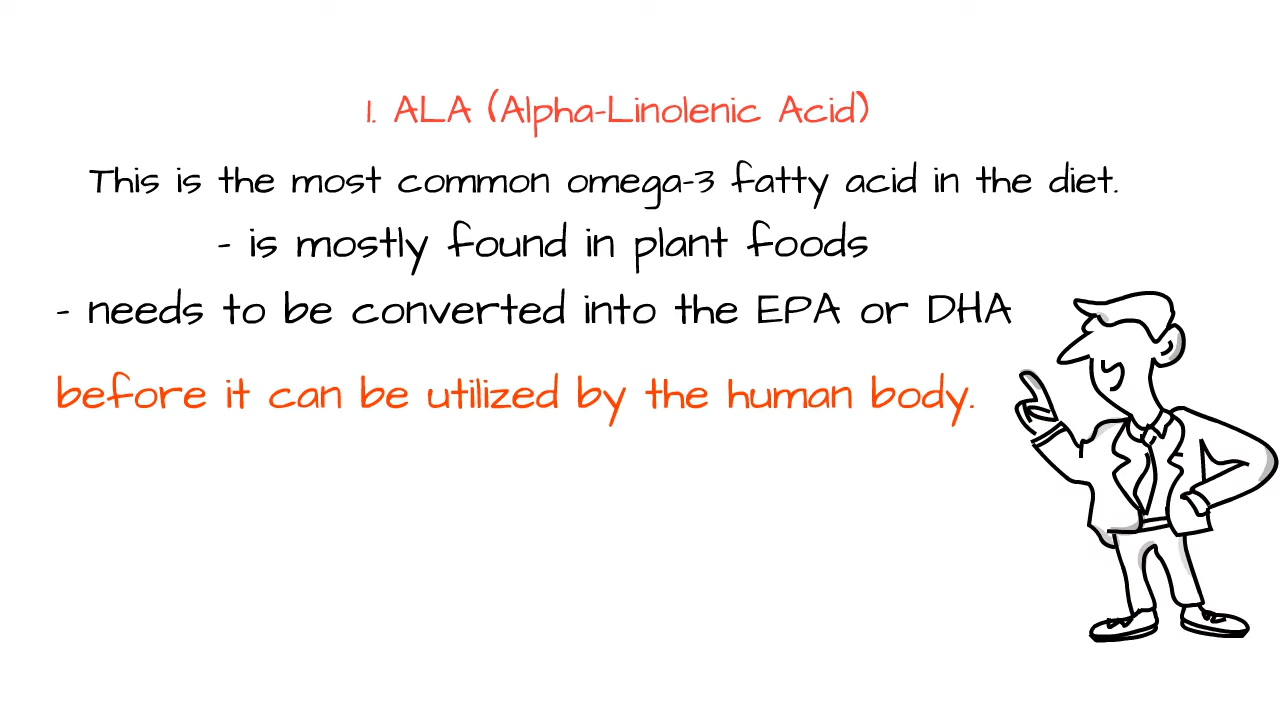 1. ALA (Alpha-Linolenic Acid)
This is the most common omega-3 fatty acid in the diet.
- is mostly found in plant foods
- needs to be converted into the EPA or DHA
before it can be utilized by the human body.